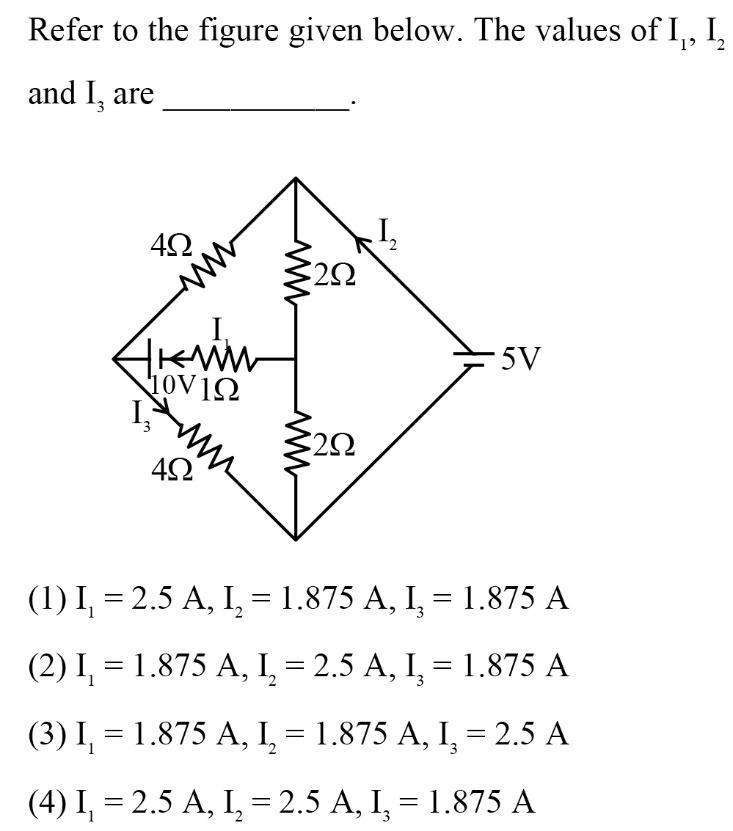 Refer to the figure given below. The values of I₁, I₂
and I₃ are ___________.
4Ω
I₂
2Ω
I₁
5V
10V 1Ω
I₃
2Ω
4Ω
(1) I₁ = 2.5 A, I₂ = 1.875 A, I₃ = 1.875 A
(2) I₁ = 1.875 A, I₂ = 2.5 A, I₃ = 1.875 A
(3) I₁ = 1.875 A, I₂ = 1.875 A, I₃ = 2.5 A
(4) I₁ = 2.5 A, I₂ = 2.5 A, I₃ = 1.875 A